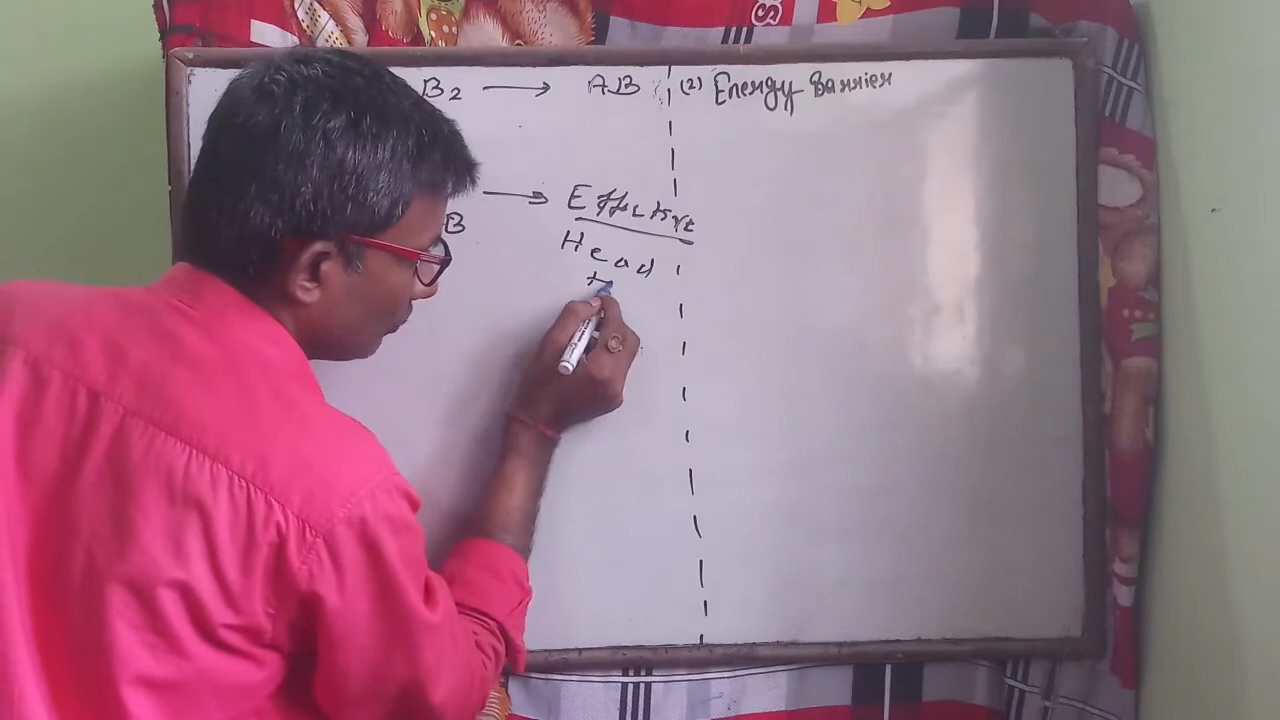 B₂ ⟶ AB
⟶ Effective
B
Head
t
(2) Energy Barrier